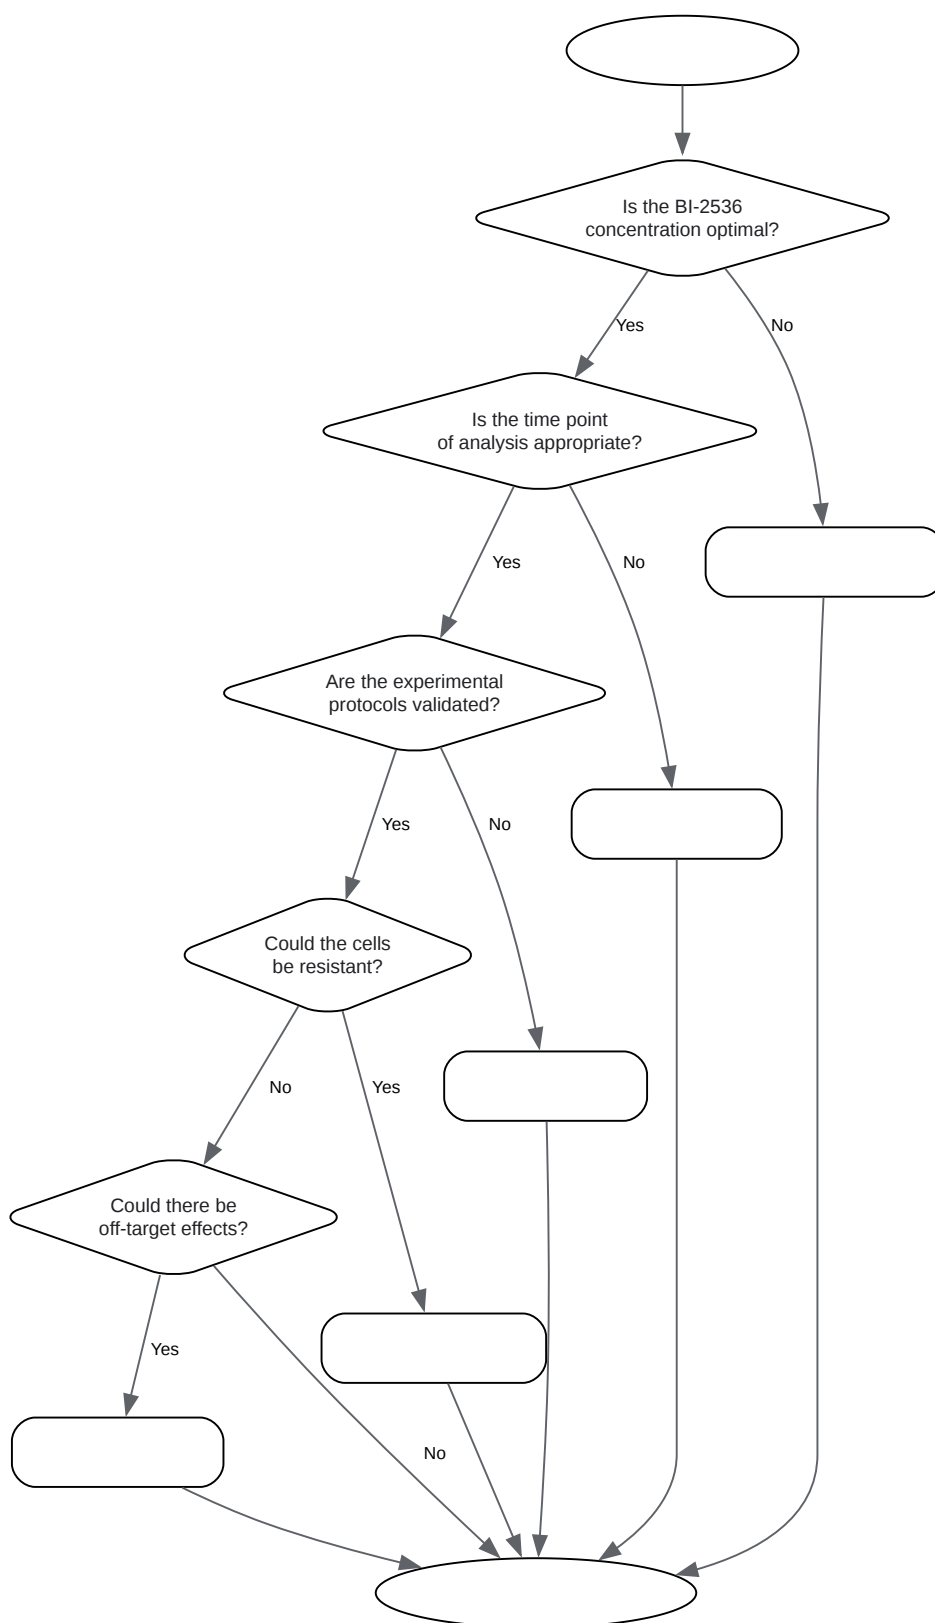 Is the BI-2536
concentration optimal?
Yes
No
Is the time point
of analysis appropriate?
Yes
No
Are the experimental
protocols validated?
Yes
No
Could the cells
be resistant?
No
Yes
Could there be
off-target effects?
Yes
No